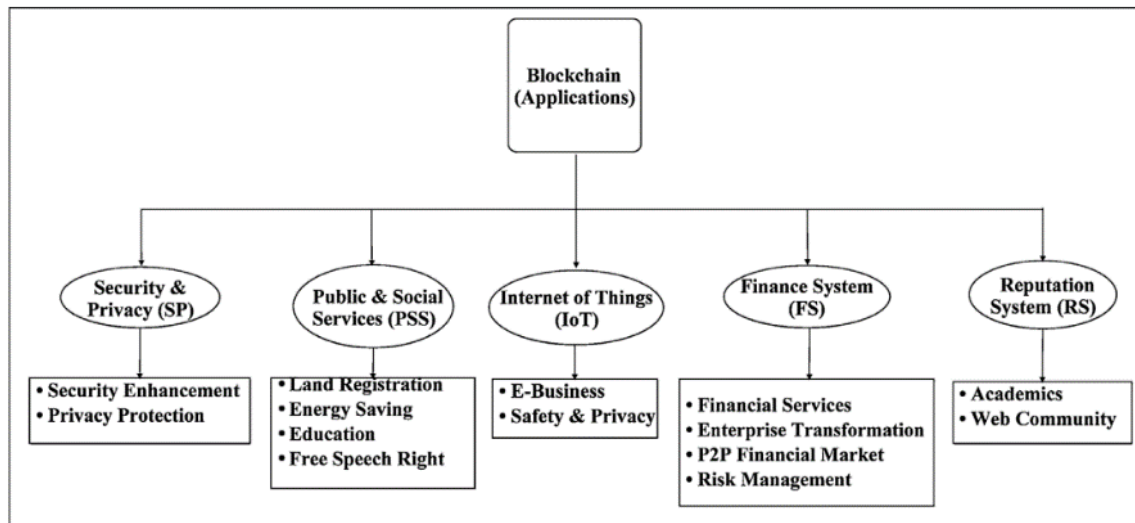 Blockchain
(Applications)
Security &
Privacy (SP)
Public & Social
Services (PSS)
Internet of Things
(IoT)
Finance System
(FS)
Reputation
System (RS)
• Security Enhancement
• Privacy Protection
• Land Registration
• Energy Saving
• Education
• Free Speech Right
• E-Business
• Safety & Privacy
• Financial Services
• Enterprise Transformation
• P2P Financial Market
• Risk Management
• Academics
• Web Community